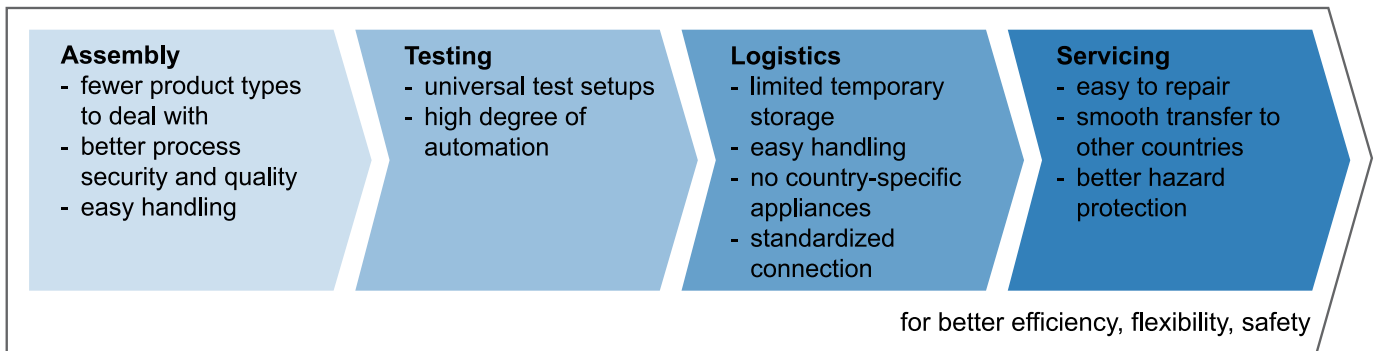 Assembly
- fewer product types
to deal with
- better process
security and quality
- easy handling
Testing
- universal test setups
- high degree of
automation
Logistics
- limited temporary
storage
- easy handling
- no country-specific
appliances
- standardized
connection
Servicing
- easy to repair
- smooth transfer to
other countries
- better hazard
protection
for better efficiency, flexibility, safety